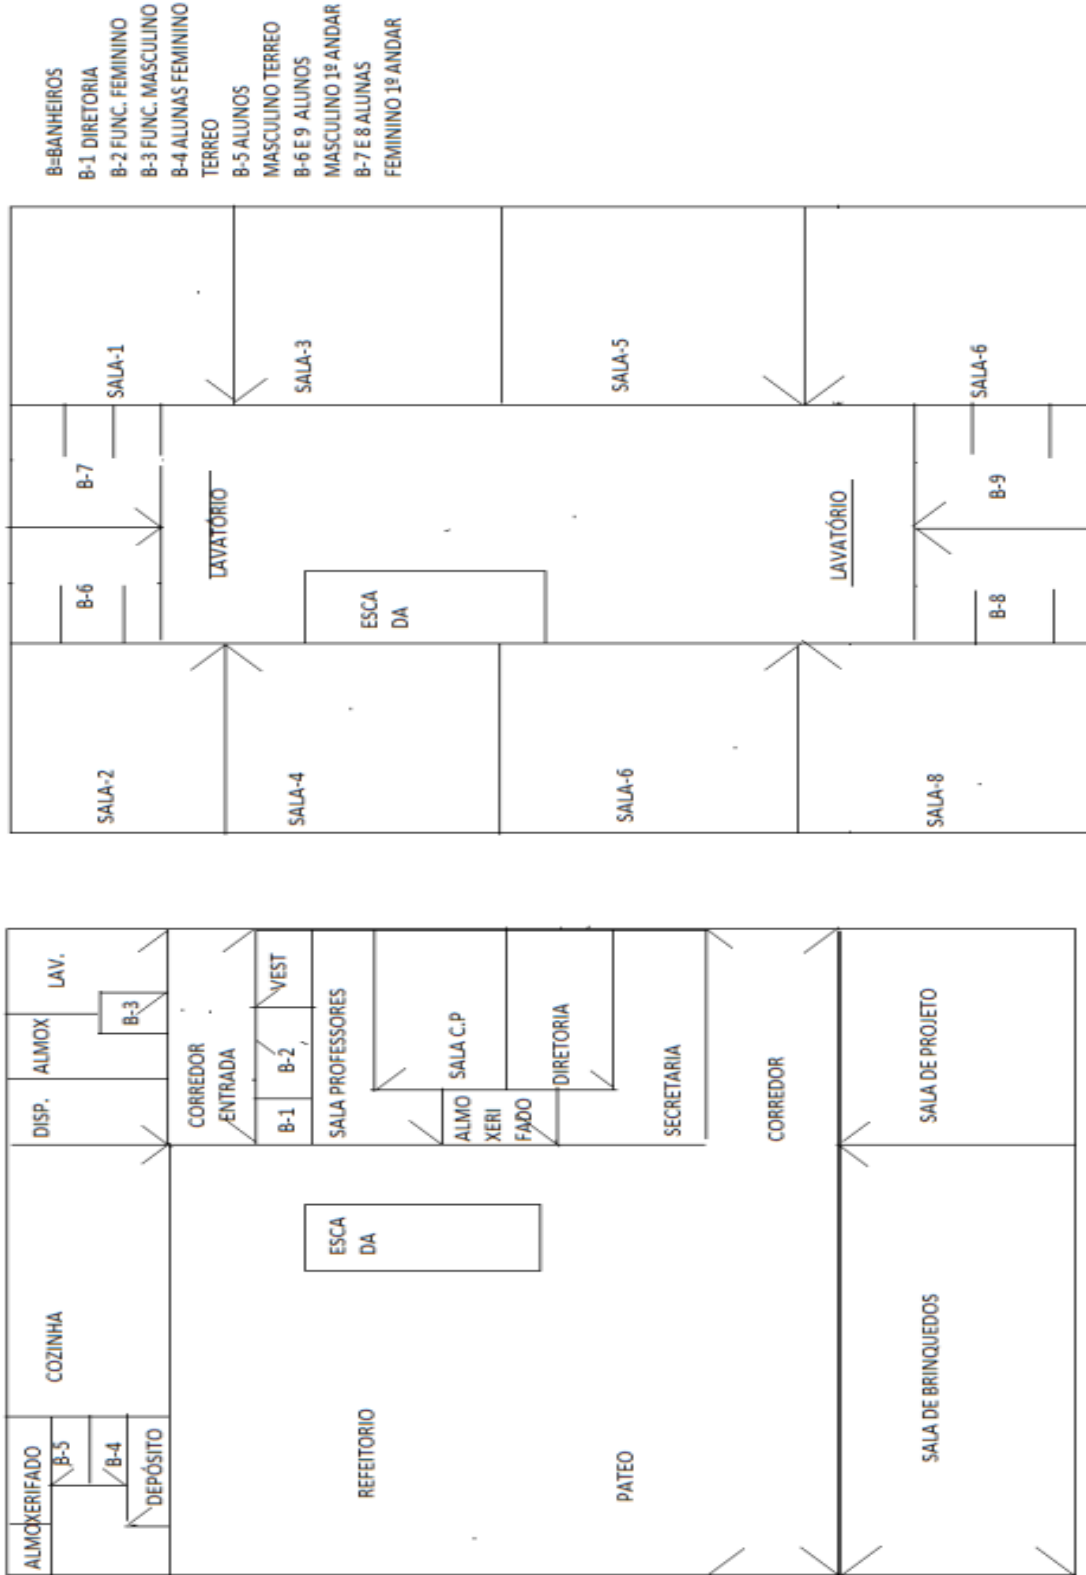 B=BANHEIROS
B-1 DIRETORIA
B-2 FUNC. FEMININO
B-3 FUNC. MASCULINO
B-4 ALUNAS FEMININO
TERREO
B-5 ALUNOS
MASCULINO TERREO
B-6 E 9 ALUNOS
MASCULINO 1º ANDAR
B-7 E 8 ALUNAS
FEMININO 1º ANDAR
SALA-1
SALA-3
SALA-5
SALA-6
B-7
B-9
LAVATÓRIO
LAVATÓRIO
B-6
ESCA
DA
B-8
SALA-2
SALA-4
SALA-6
SALA-8
LAV.
ALMOX
B-3
DISP.
CORREDOR
ENTRADA
VEST
B-2
B-1
SALA PROFESSORES
SALA C.P
ALMO
XERI
FADO
DIRETORIA
SECRETARIA
CORREDOR
SALA DE PROJETO
ESCA
DA
COZINHA
ALMOXERIFADO
B-5
B-4
DEPÓSITO
REFEITORIO
PATEO
SALA DE BRINQUEDOS